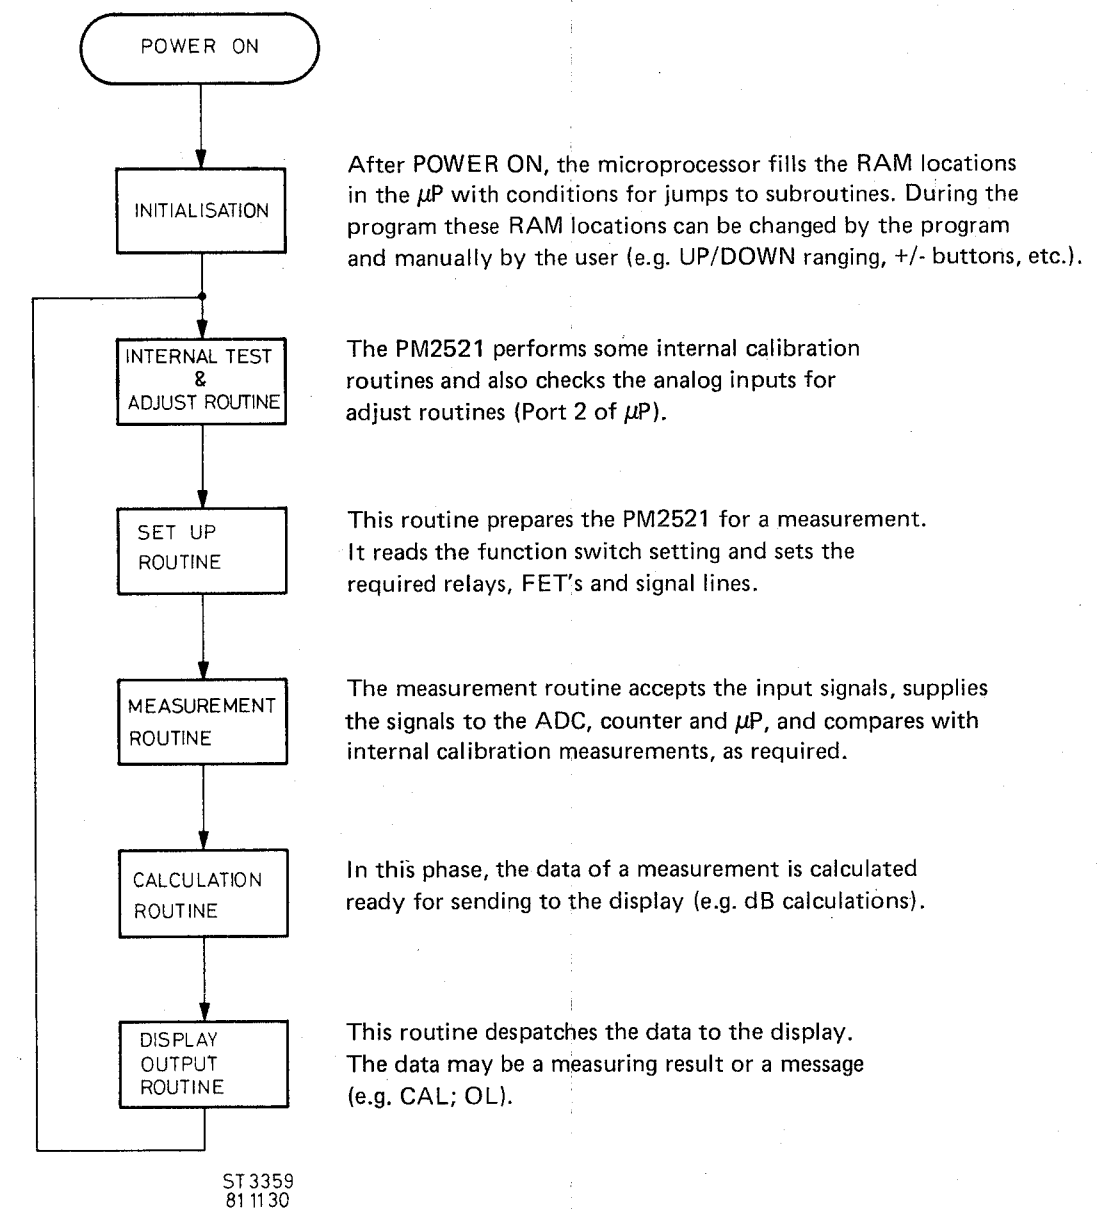 POWER ON
After POWER ON, the microprocessor fills the RAM locations
in the μP with conditions for jumps to subroutines. During the
program these RAM locations can be changed by the program
and manually by the user (e.g. UP/DOWN ranging, +/- buttons, etc.).
INITIALISATION
The PM2521 performs some internal calibration
routines and also checks the analog inputs for
adjust routines (Port 2 of μP).
INTERNAL TEST
&
ADJUST ROUTINE
This routine prepares the PM2521 for a measurement.
It reads the function switch setting and sets the
required relays, FET's and signal lines.
SET UP
ROUTINE
The measurement routine accepts the input signals, supplies
the signals to the ADC, counter and μP, and compares with
internal calibration measurements, as required.
MEASUREMENT
ROUTINE
In this phase, the data of a measurement is calculated
ready for sending to the display (e.g. dB calculations).
CALCULATION
ROUTINE
This routine despatches the data to the display.
The data may be a measuring result or a message
(e.g. CAL; OL).
DISPLAY
OUTPUT
ROUTINE
ST 3359
81 11 30